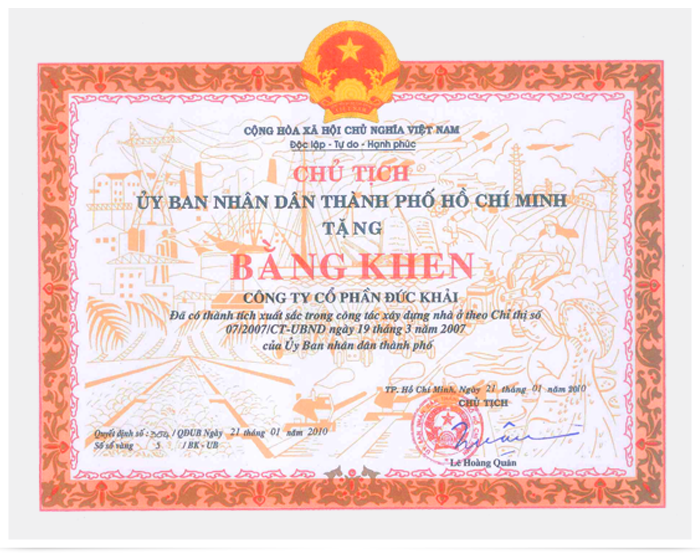 CỘNG HÒA XÃ HỘI CHỦ NGHĨA VIỆT NAM
Độc lập - Tự do - Hạnh phúc
CHỦ TỊCH
ỦY BAN NHÂN DÂN THÀNH PHỐ HỒ CHÍ MINH
TẶNG
BẰNG KHEN
CÔNG TY CỔ PHẦN ĐỨC KHẢI
Đã có thành tích xuất sắc trong công tác xây dựng nhà ở theo Chỉ thị số
07/2007/CT-UBND ngày 19 tháng 3 năm 2007
của Ủy Ban nhân dân thành phố
TP. Hồ Chí Minh, Ngày 21 tháng 01 năm 2010
CHỦ TỊCH
Quyết định số : / QĐUB Ngày 21 tháng 01 năm 2010
Số sổ vàng 5 / BK - UB
Lê Hoàng Quân